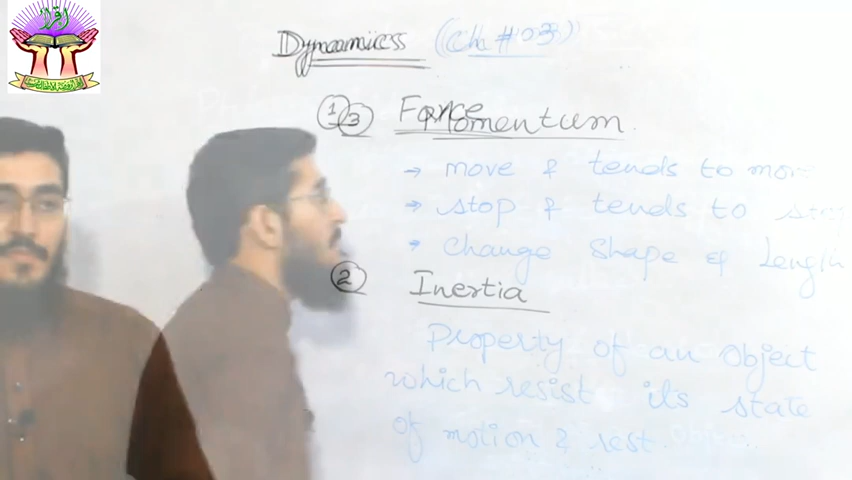 Dynamics (Ch # 03)
1 Force
3 Momentum
→ move & tends to move
→ stop & tends to stop
→ Change Shape & Length
2 Inertia
Property of an object
which resist its state
of motion & rest.